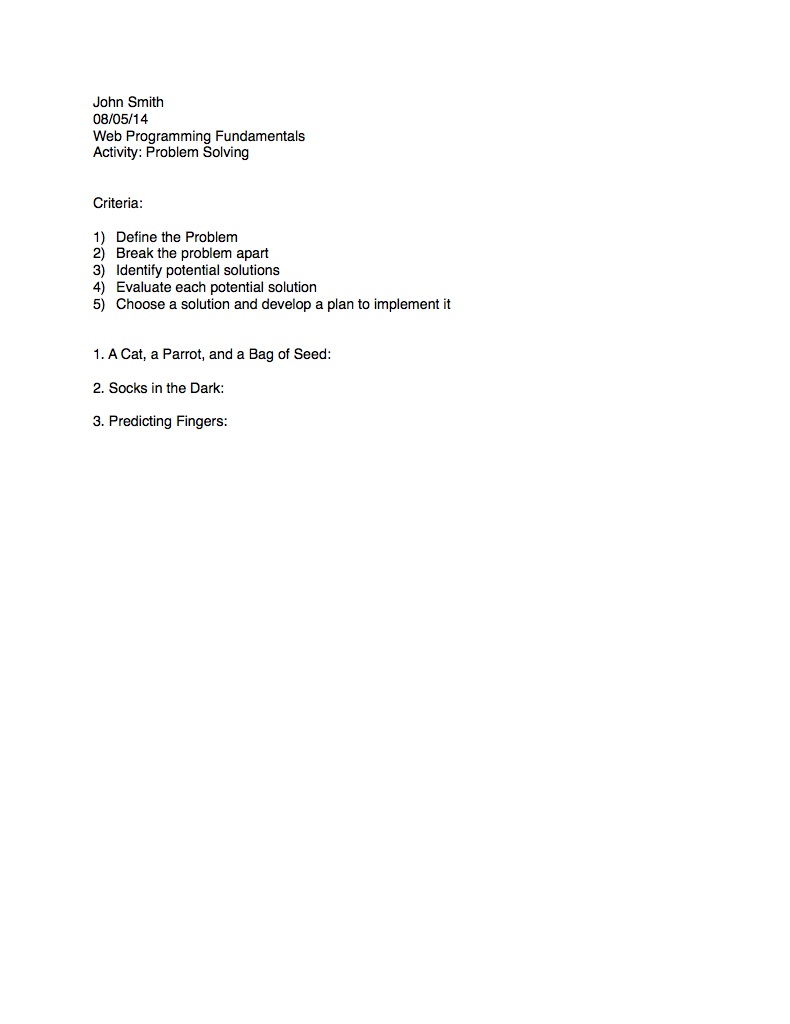 John Smith
08/05/14
Web Programming Fundamentals
Activity: Problem Solving
Criteria:
1) Define the Problem
2) Break the problem apart
3) Identify potential solutions
4) Evaluate each potential solution
5) Choose a solution and develop a plan to implement it
1. A Cat, a Parrot, and a Bag of Seed:
2. Socks in the Dark:
3. Predicting Fingers: